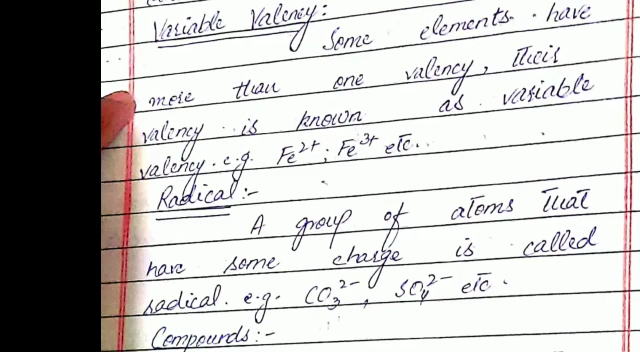 Variable Valency:
Some elements have
more than one valency, Their
valency is known as variable
valency. e.g. Fe²⁺, Fe³⁺ etc..
Radical:-
A group of atoms that
have some charge is called
radical. e.g. CO₃²⁻, SO₄²⁻ etc.
Compounds:-